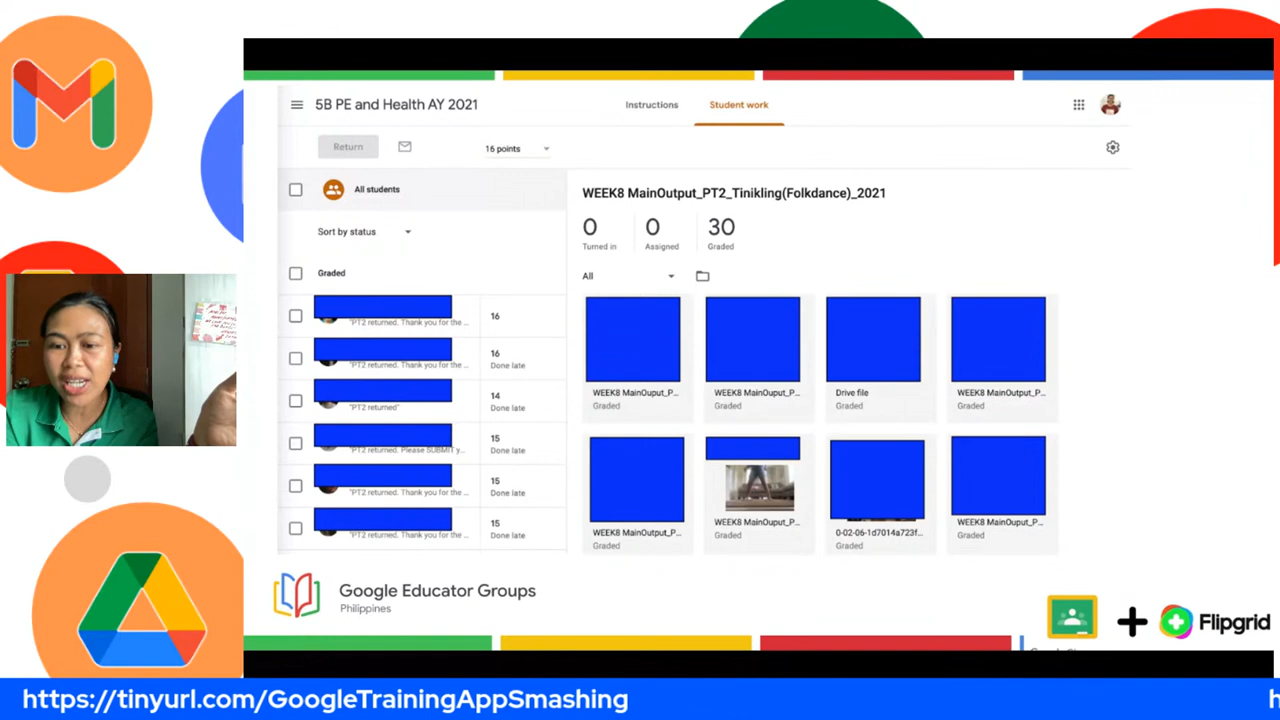 5B PE and Health AY 2021
Instructions
Student work
Return
16 points
All students
Sort by status
Graded
"PT2 returned. Thank you for the ...
16
"PT2 returned. Thank you for the ...
16
Done late
"PT2 returned"
14
Done late
"PT2 returned. Please SUBMIT y...
15
Done late
"PT2 returned. Thank you for the ...
15
Done late
"PT2 returned. Thank you for the ...
15
Done late
WEEK8 MainOutput_PT2_Tinikling(Folkdance)_2021
0
Turned in
0
Assigned
30
Graded
All
WEEK8 MainOuput_P...
Graded
WEEK8 MainOutput_P...
Graded
Drive file
Graded
WEEK8 MainOutput_P...
Graded
WEEK8 MainOutput_P...
Graded
WEEK8 MainOutput_P...
Graded
0-02-06-1d7014a723f...
Graded
WEEK8 MainOuput_P...
Graded
Google Educator Groups
Philippines
+
Flipgrid
https://tinyurl.com/GoogleTrainingAppSmashing